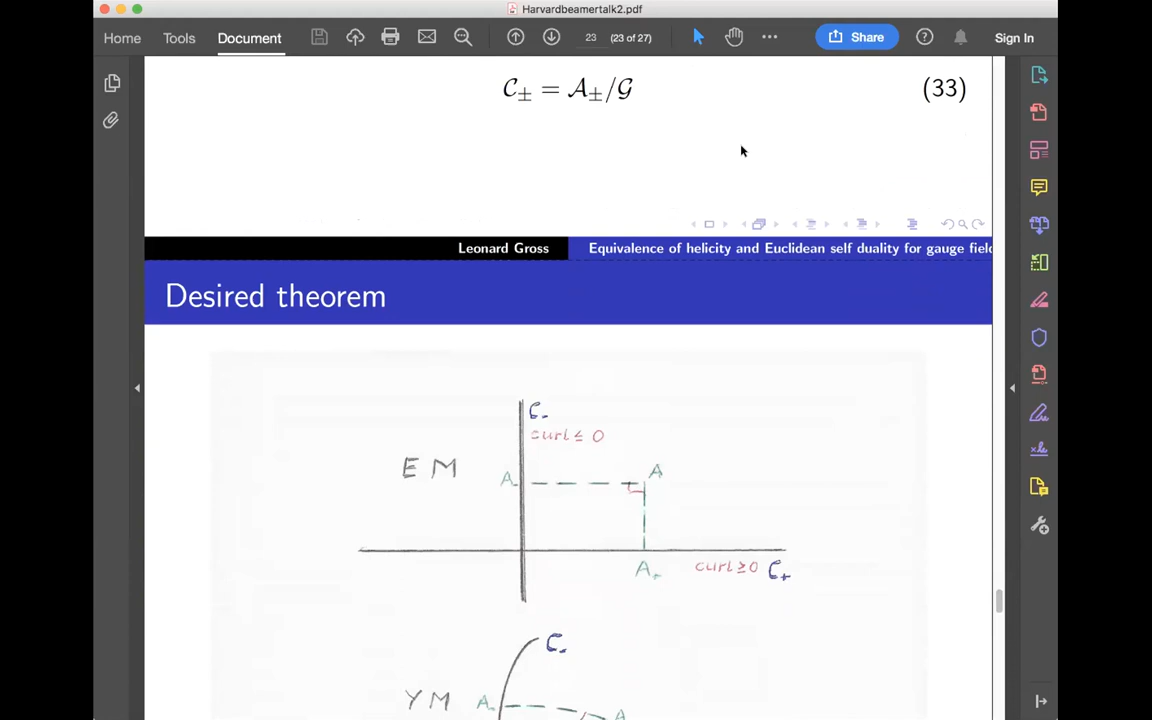 Harvardbeamertalk2.pdf
Home Tools Document 23 (23 of 27) Share Sign In
C± = A±/G (33)
Leonard Gross Equivalence of helicity and Euclidean self duality for gauge field
Desired theorem
C-
curl ≤ 0
EM A- A
A+ curl ≥ 0 C+
C-
YM A- A